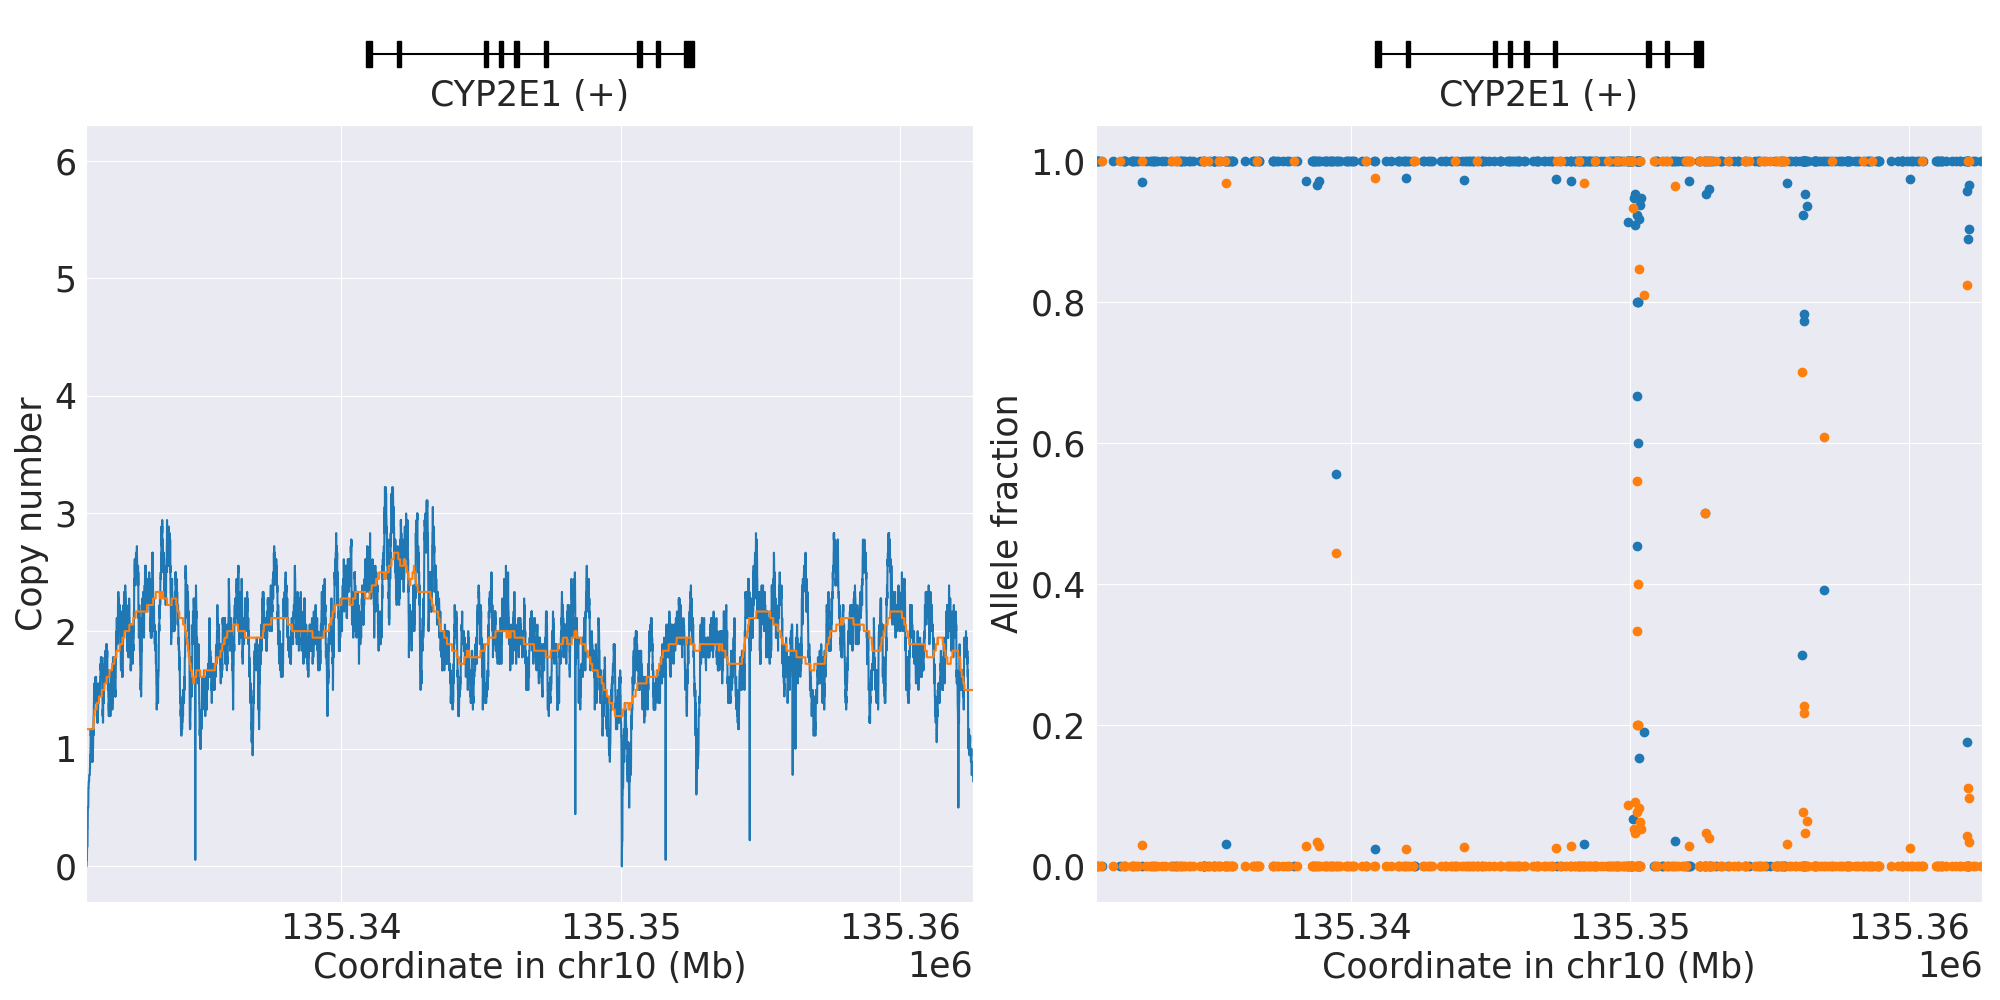 CYP2E1 (+)
6
5
4
3
2
1
0
Copy number
135.34 135.35 135.36
Coordinate in chr10 (Mb)
1e6
CYP2E1 (+)
1.0
0.8
0.6
0.4
0.2
0.0
Allele fraction
135.34 135.35 135.36
Coordinate in chr10 (Mb)
1e6